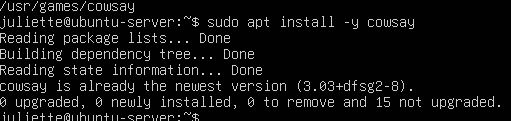 /usr/games/cowsay
juliette@ubuntu-server:~$ sudo apt install -y cowsay
Reading package lists... Done
Building dependency tree... Done
Reading state information... Done
cowsay is already the newest version (3.03+dfsg2-8).
0 upgraded, 0 newly installed, 0 to remove and 15 not upgraded.
juliette@ubuntu-server:~$